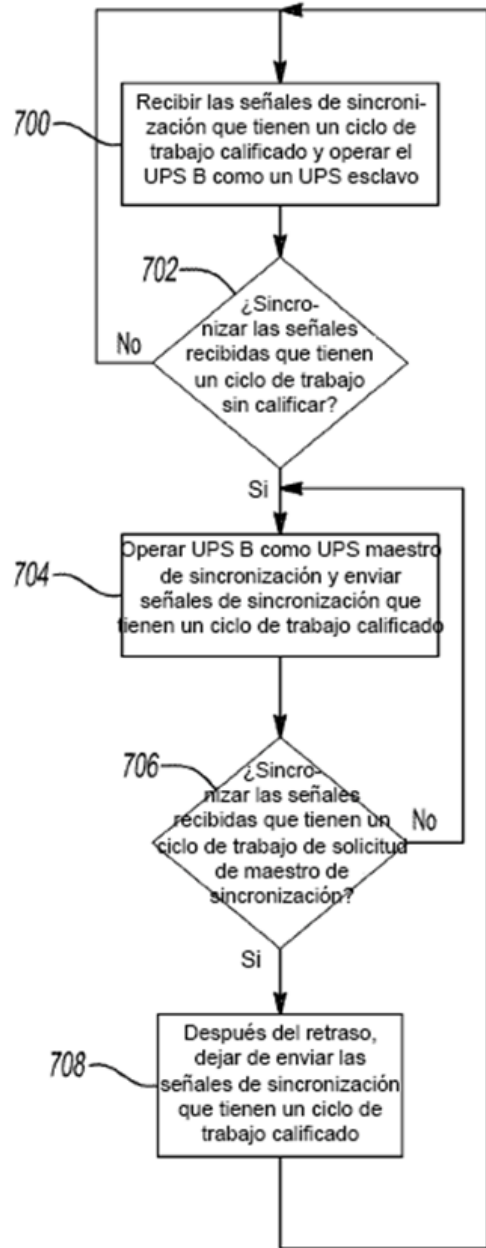 700
Recibir las señales de sincroni-
zación que tienen un ciclo de
trabajo calificado y operar el
UPS B como un UPS esclavo
702
¿Sincro-
nizar las señales
recibidas que tienen
un ciclo de trabajo
sin calificar?
No
Si
704
Operar UPS B como UPS maestro
de sincronización y enviar
señales de sincronización que
tienen un ciclo de trabajo calificado
706
¿Sincro-
nizar las señales
recibidas que tienen un
ciclo de trabajo de solicitud
de maestro de
sincronización?
No
Si
708
Después del retraso,
dejar de enviar las
señales de sincronización
que tienen un ciclo de
trabajo calificado